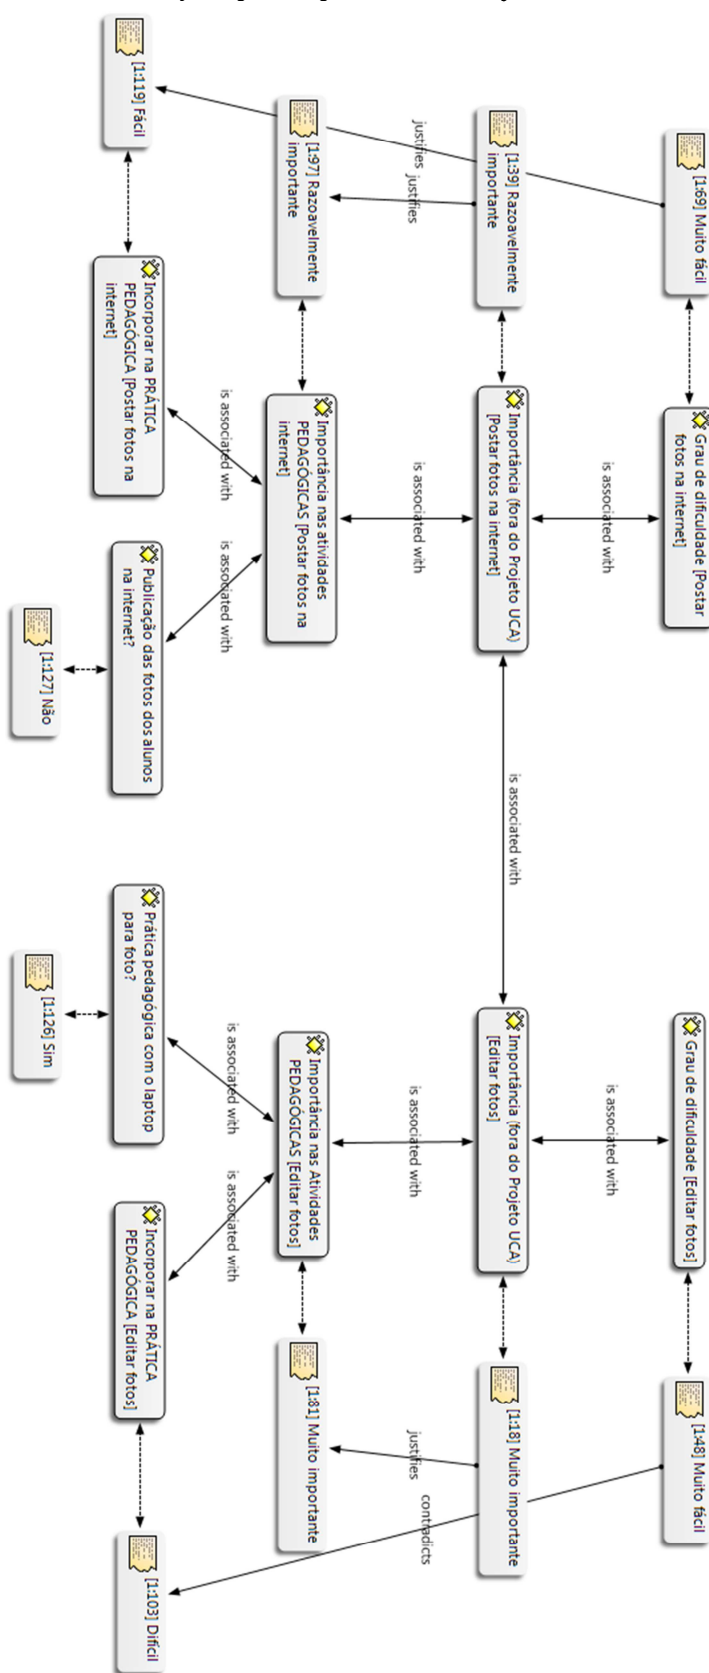 [1:69] Muito fácil
Grau de dificuldade [Postar
fotos na internet]
Grau de dificuldade [Editar fotos]
[1:48] Muito fácil
is associated with
is associated with
[1:39] Razoavelmente
importante
Importância (fora do Projeto UCA)
[Postar fotos na internet]
is associated with
Importância (fora do Projeto UCA)
[Editar fotos]
[1:18] Muito importante
justifies
justifies
is associated with
is associated with
justifies
contradicts
[1:97] Razoavelmente
importante
Importância nas atividades
PEDAGÓGICAS [Postar fotos na
internet]
Importância nas Atividades
PEDAGÓGICAS [Editar fotos]
[1:81] Muito importante
is associated with
is associated with
is associated with
is associated with
[1:119] Fácil
Incorporar na PRÁTICA
PEDAGÓGICA [Postar fotos na
internet]
Publicação das fotos dos alunos
na internet?
Prática pedagógica com o laptop
para foto?
Incorporar na PRÁTICA
PEDAGÓGICA [Editar fotos]
[1:103] Difícil
[1:127] Não
[1:126] Sim